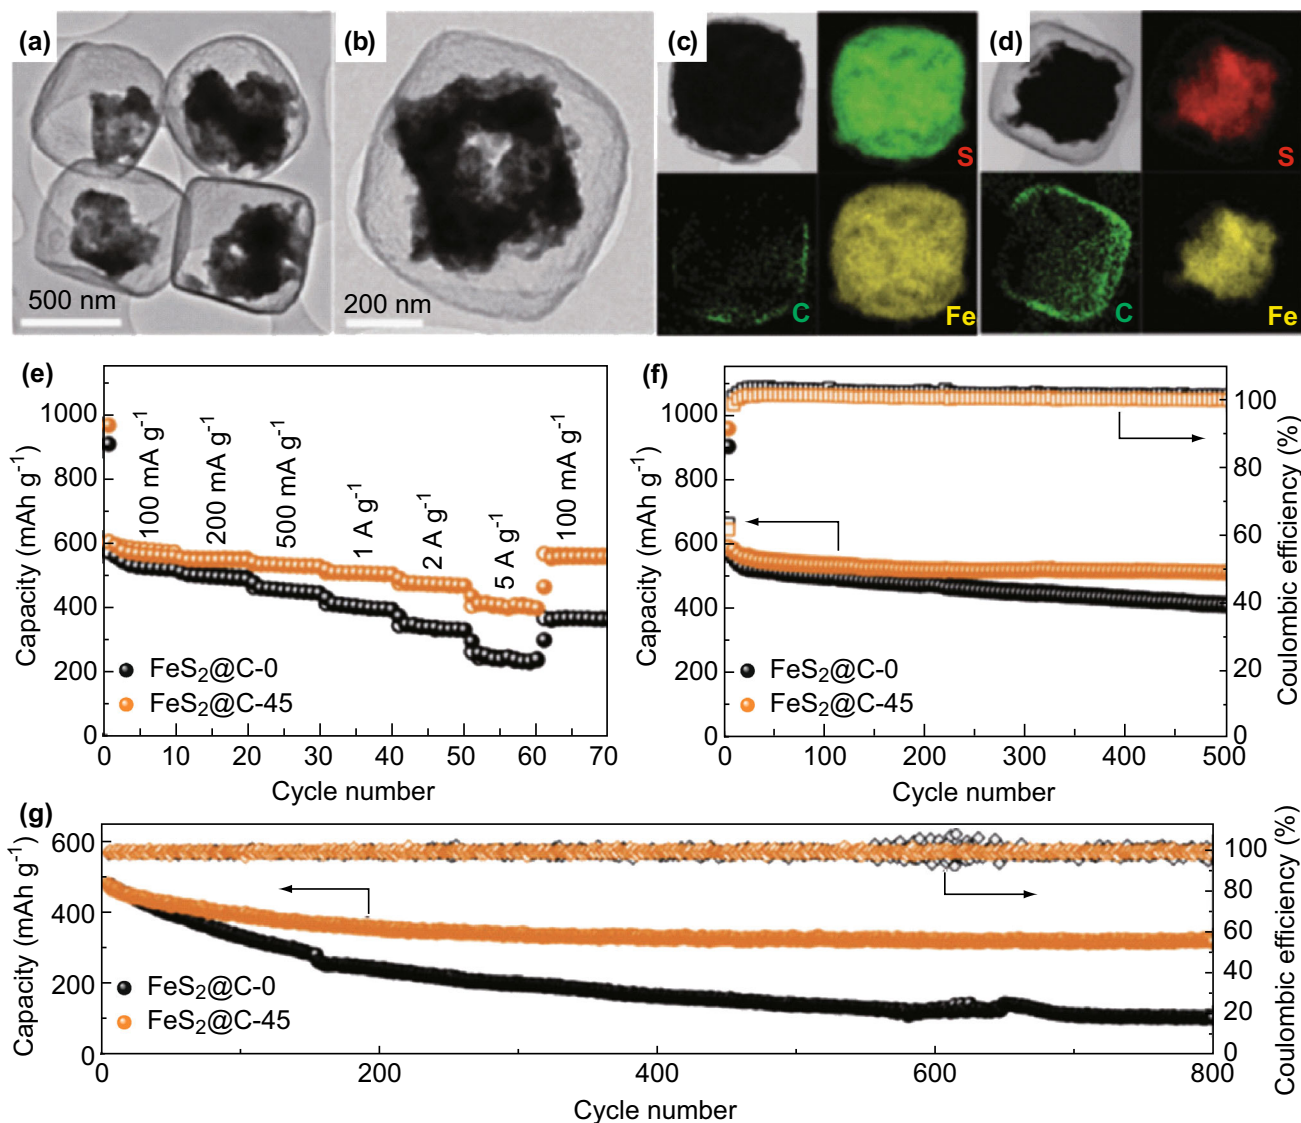 (a)
500 nm
(b)
200 nm
(c)
S
C
Fe
(d)
S
C
Fe
(e)
Capacity (mAh g⁻¹)
1000
800
600
400
200
0
100 mA g⁻¹
200 mA g⁻¹
500 mA g⁻¹
1 A g⁻¹
2 A g⁻¹
5 A g⁻¹
100 mA g⁻¹
FeS₂@C-0
FeS₂@C-45
0 10 20 30 40 50 60 70
Cycle number
(f)
Capacity (mAh g⁻¹)
1000
800
600
400
200
0
FeS₂@C-0
FeS₂@C-45
100
80
60
40
20
0
Coulombic efficiency (%)
0 100 200 300 400 500
Cycle number
(g)
Capacity (mAh g⁻¹)
600
400
200
0
FeS₂@C-0
FeS₂@C-45
100
80
60
40
20
0
Coulombic efficiency (%)
0 200 400 600 800
Cycle number